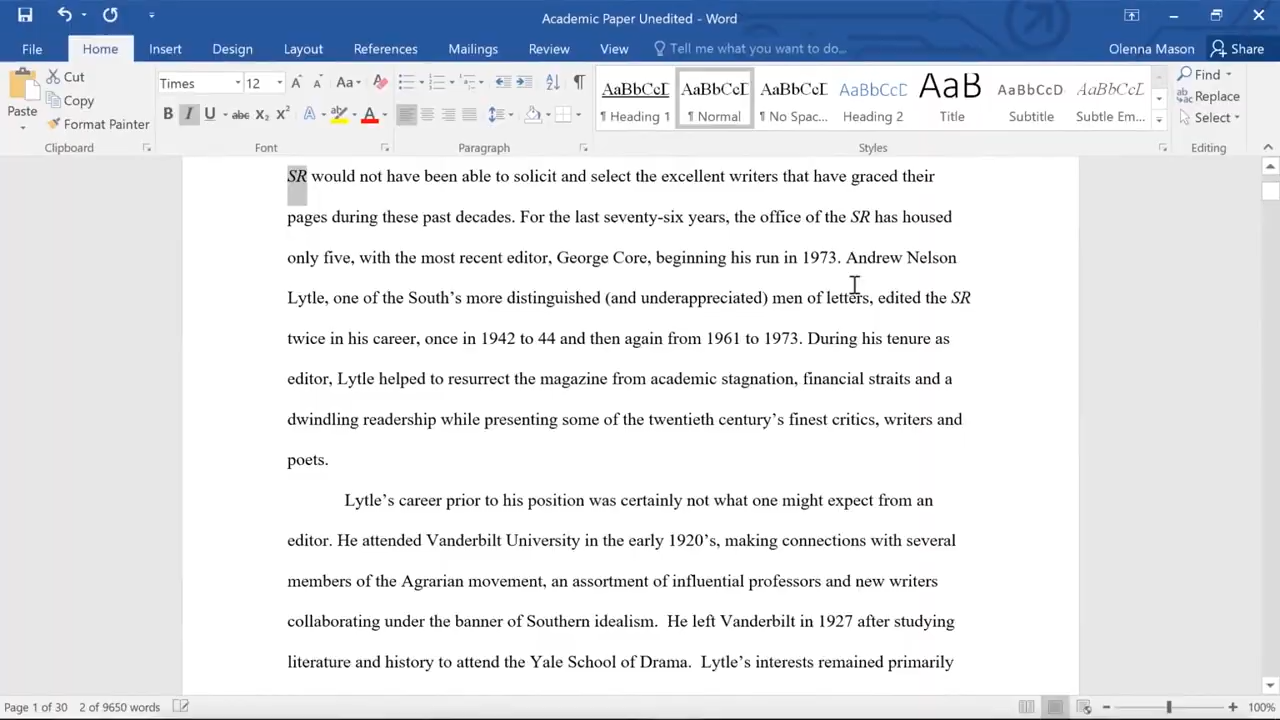 Academic Paper Unedited - Word
File Home Insert Design Layout References Mailings Review View Tell me what you want to do... Olenna Mason Share
Paste Cut Copy Format Painter
Clipboard
Times 12 Aa
B I U abc X₂ X² A ab A
Font
Paragraph
AaBbCcI AaBbCcI AaBbCcI AaBbCcC AaB AaBbCcD AaBbCcD
¶ Heading 1 ¶ Normal ¶ No Spac... ¶ Heading 2 Title Subtitle ¶ Subtle Em...
Styles
Find Replace Select
Editing
SR would not have been able to solicit and select the excellent writers that have graced their
pages during these past decades. For the last seventy-six years, the office of the SR has housed
only five, with the most recent editor, George Core, beginning his run in 1973. Andrew Nelson
Lytle, one of the South’s more distinguished (and underappreciated) men of letters, edited the SR
twice in his career, once in 1942 to 44 and then again from 1961 to 1973. During his tenure as
editor, Lytle helped to resurrect the magazine from academic stagnation, financial straits and a
dwindling readership while presenting some of the twentieth century’s finest critics, writers and
poets.
Lytle’s career prior to his position was certainly not what one might expect from an
editor. He attended Vanderbilt University in the early 1920’s, making connections with several
members of the Agrarian movement, an assortment of influential professors and new writers
collaborating under the banner of Southern idealism.  He left Vanderbilt in 1927 after studying
literature and history to attend the Yale School of Drama.  Lytle’s interests remained primarily
Page 1 of 30 2 of 9650 words 100%